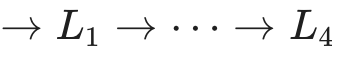 → L₁ → ⋯ → L₄